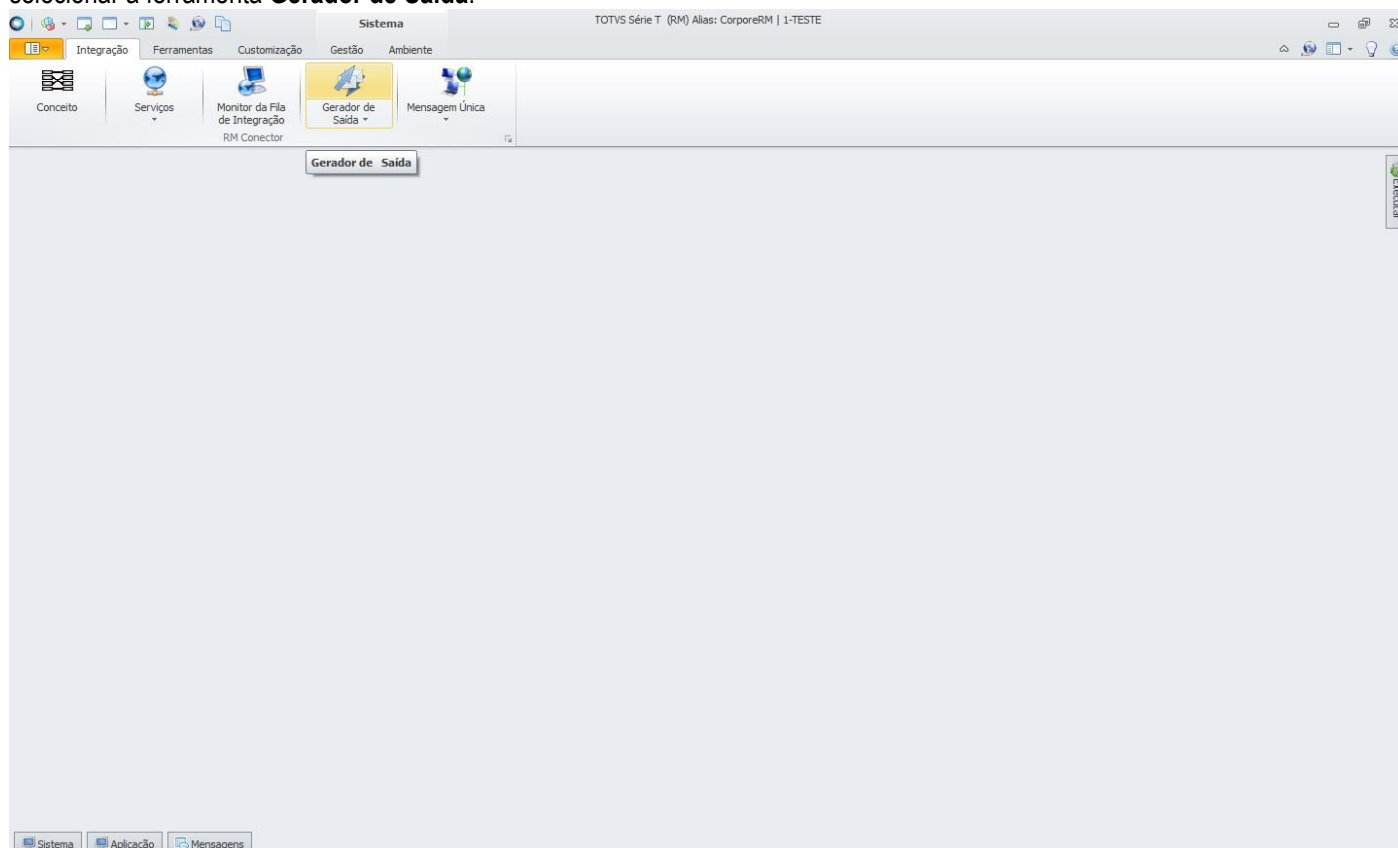 selecionar a ferramenta Gerador de Saída.
Sistema
TOTVS Série T (RM) Alias: CorporeRM | 1-TESTE
Integração Ferramentas Customização Gestão Ambiente
Conceito
Serviços
Monitor da Fila
de Integração
Gerador de
Saída
Mensagem Única
RM Conector
Gerador de Saída
Executar
Sistema Aplicação Mensagens